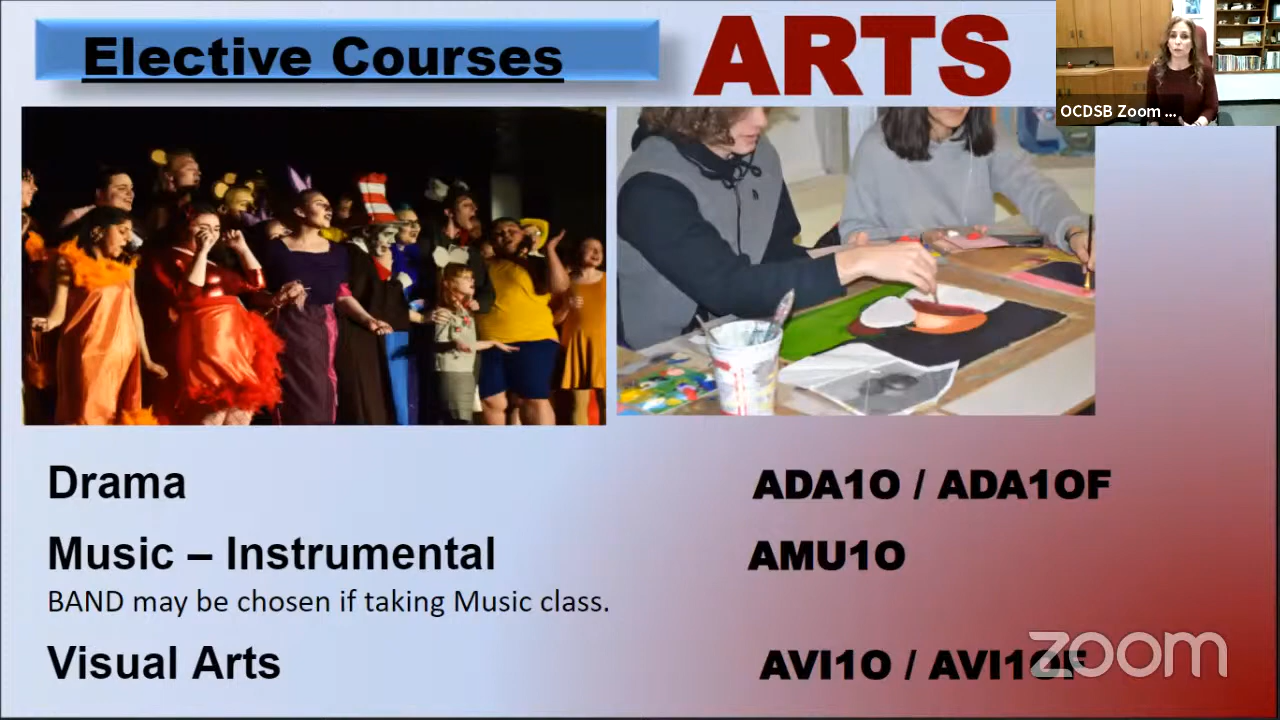 Elective Courses
ARTS
OCDSB Zoom ...
Drama
ADA1O / ADA1OF
Music – Instrumental
AMU1O
BAND may be chosen if taking Music class.
Visual Arts
AVI1O / AVI1OF
zoom